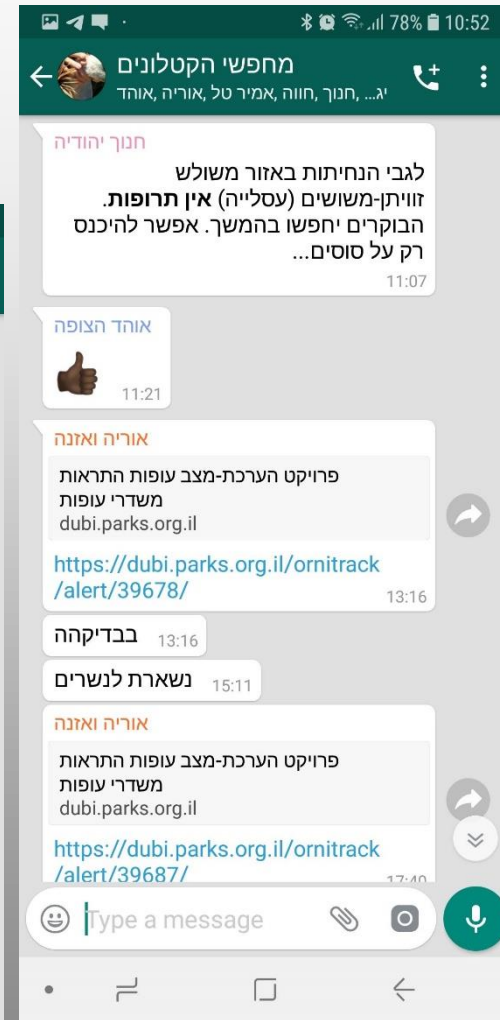 78% 10:52
מחפשי הקטלונים
יג..., חנוך, חווה, אמיר טל, אוריה, אוהד
חנוך יהודיה
לגבי הנחיתות באזור משולש
זוויתן-משושים (עסלייה) אין תרופות.
הבוקרים יחפשו בהמשך. אפשר להיכנס
רק על סוסים...
11:07
אוהד הצופה
11:21
אוריה ואזנה
פרויקט הערכת-מצב עופות התראות
משדרי עופות
dubi.parks.org.il
https://dubi.parks.org.il/ornitrack
/alert/39678/
13:16
בבדיקהה 13:16
נשארת לנשרים 15:11
אוריה ואזנה
פרויקט הערכת-מצב עופות התראות
משדרי עופות
dubi.parks.org.il
https://dubi.parks.org.il/ornitrack
/alert/39687/
17:40
Type a message